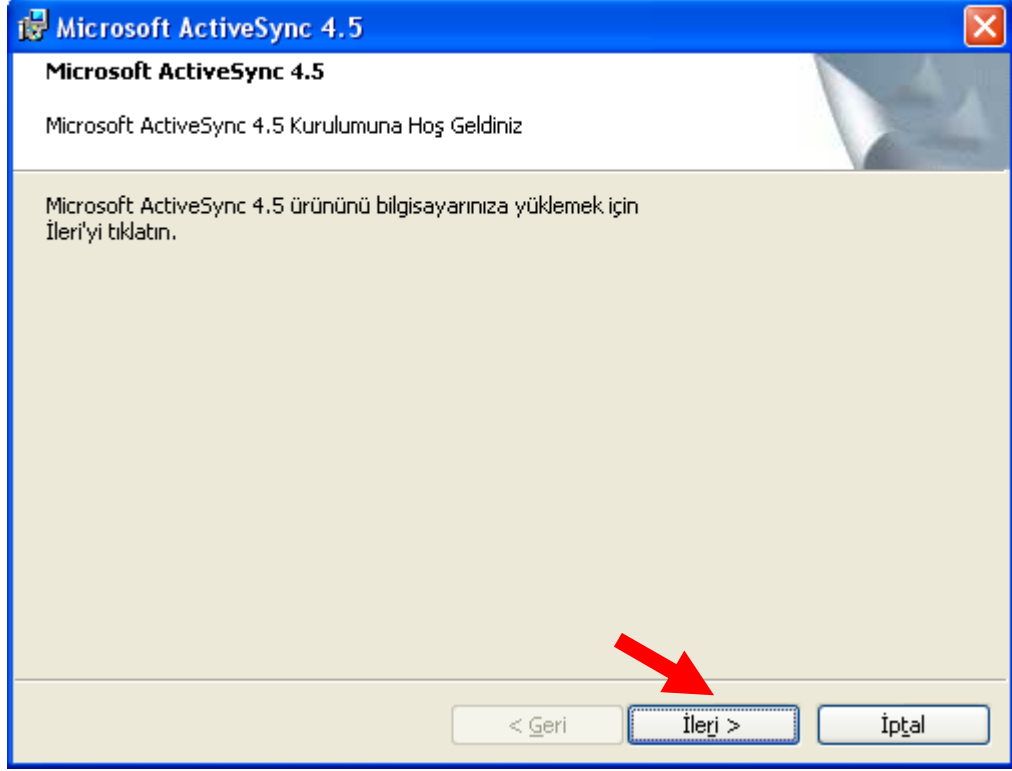 Microsoft ActiveSync 4.5
Microsoft ActiveSync 4.5
Microsoft ActiveSync 4.5 Kurulumuna Hoş Geldiniz
Microsoft ActiveSync 4.5 ürününü bilgisayarınıza yüklemek için
İleri'yi tıklatın.
< Geri İleri > İptal